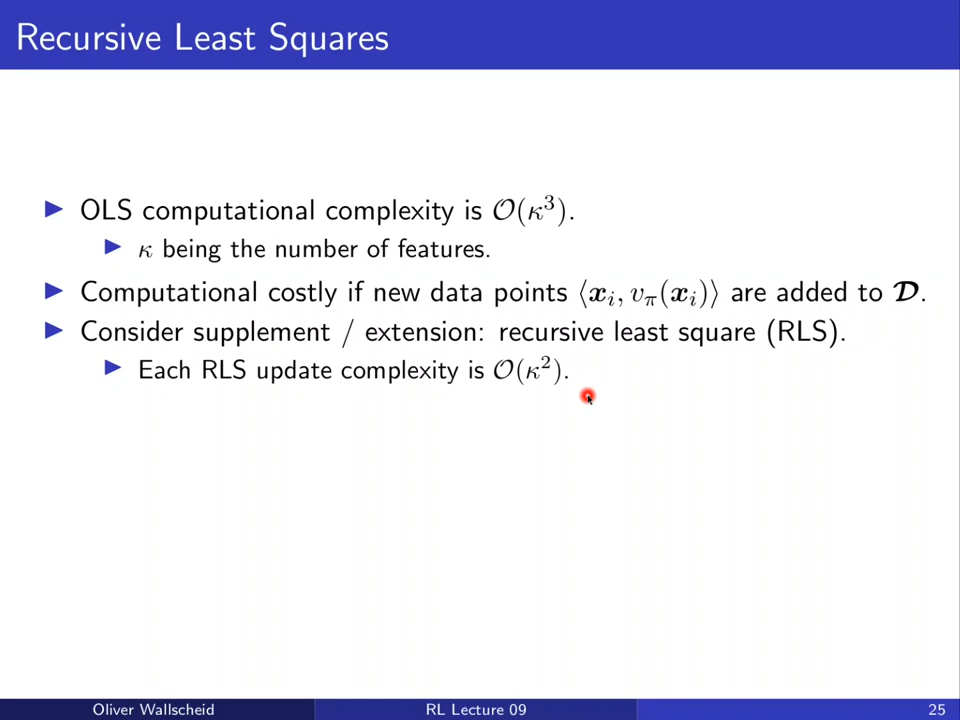 Recursive Least Squares
▶ OLS computational complexity is 𝒪(κ³).
▶ κ being the number of features.
▶ Computational costly if new data points ⟨𝒙ᵢ, v_π(𝒙ᵢ)⟩ are added to 𝓓.
▶ Consider supplement / extension: recursive least square (RLS).
▶ Each RLS update complexity is 𝒪(κ²).
Oliver Wallscheid
RL Lecture 09
25